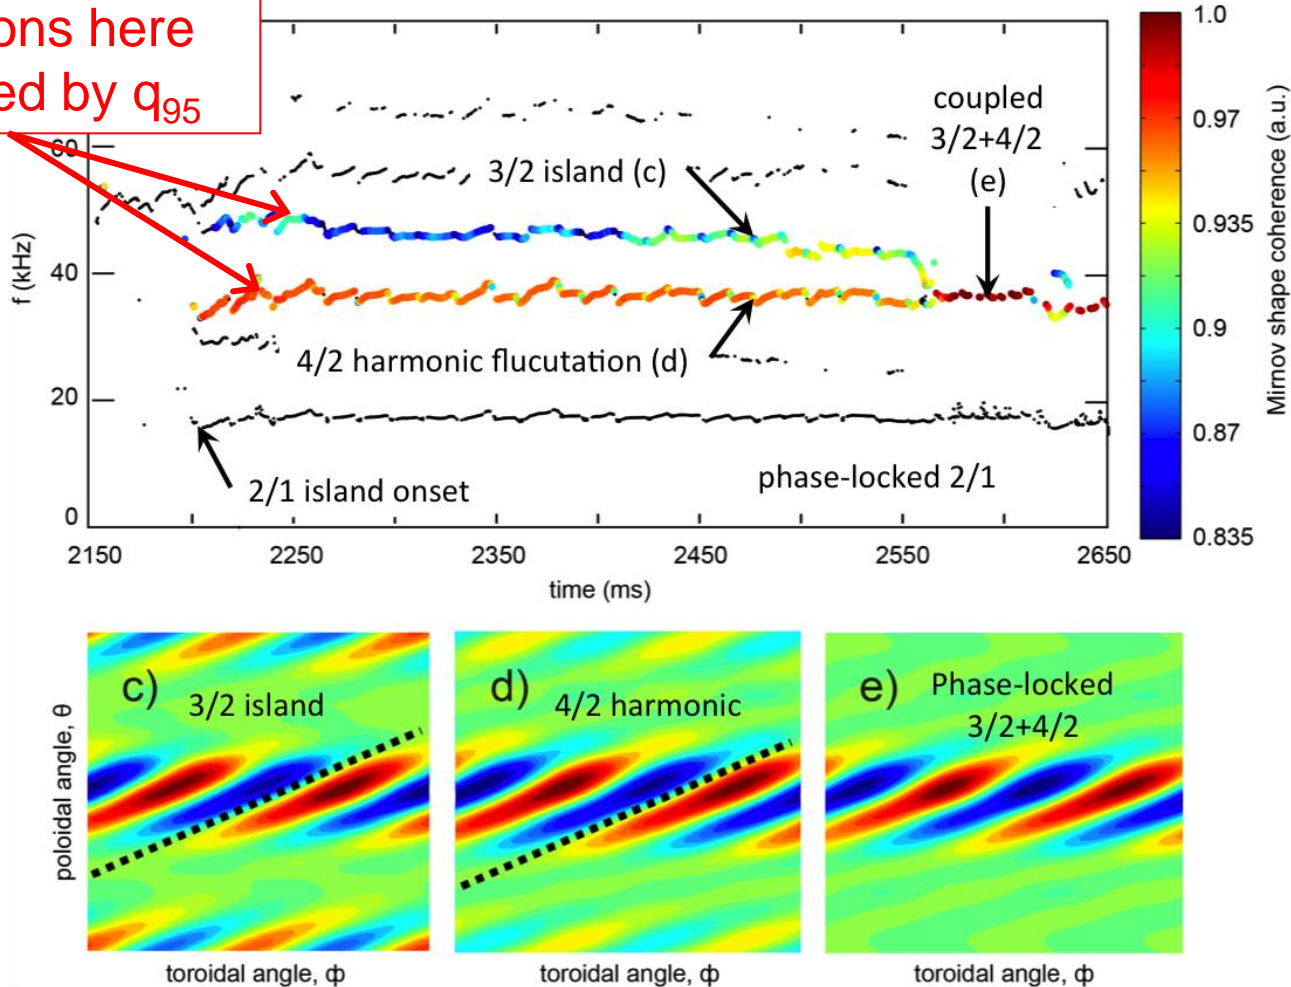 ons here
ed by q95
60
40
20
0
f (kHz)
3/2 island (c)
coupled
3/2+4/2
(e)
4/2 harmonic flucutation (d)
2/1 island onset
phase-locked 2/1
2150 2250 2350 2450 2550 2650
time (ms)
1.0
0.97
0.935
0.9
0.87
0.835
Mirnov shape coherence (a.u.)
c) 3/2 island
d) 4/2 harmonic
e) Phase-locked
3/2+4/2
poloidal angle, θ
toroidal angle, ф toroidal angle, ф toroidal angle, ф